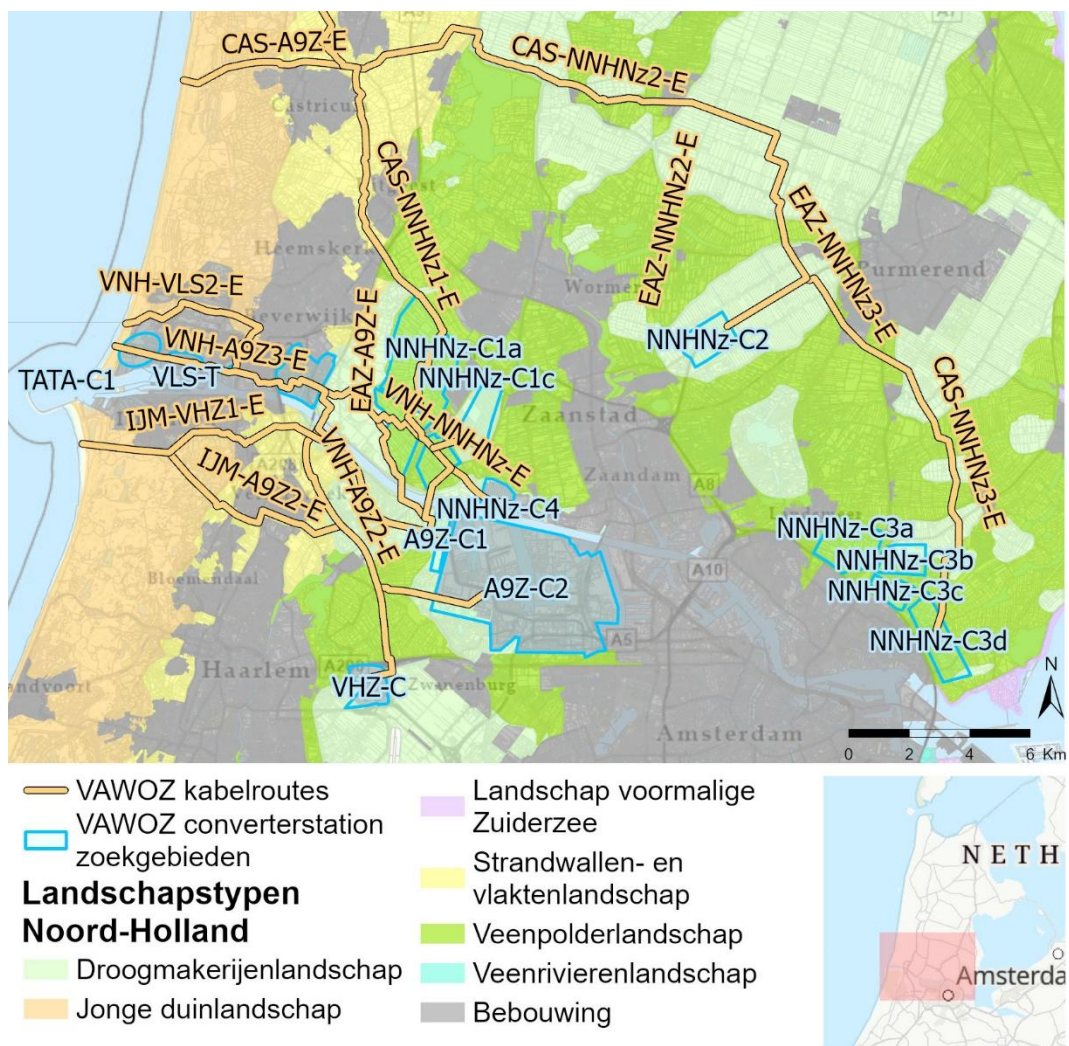 CAS-A9Z-E
CAS-NNHNz2-E
Castricum
CAS-NNHNz1-E
EAZ-NNHNz2-E
EAZ-NNHNz3-E
Purmerend
Heemskerk
Wormer
VNH-VLS2-E
Beverwijk
EAZ-A9Z-E
NNHNz-C2
VNH-A9Z3-E
NNHNz-C1a
NNHNz-C1c
TATA-C1
VLS-T
CAS-NNHNz3-E
IJM-VHZ1-E
VNH-NNHNz-E
Zaanstad
Zaandam
A8
IJM-A9Z2-E
VNH-A9Z2-E
NNHNz-C4
A9Z-C1
NNHNz-C3a
NNHNz-C3b
A10
Bloemendaal
A9Z-C2
NNHNz-C3c
NNHNz-C3d
A5
Haarlem
A200
VHZ-C
Zwanenburg
Amsterdam
N
0 2 4 6 Km
VAWOZ kabelroutes
VAWOZ converterstation
zoekgebieden
Landschapstypen
Noord-Holland
Droogmakerijenlandschap
Jonge duinlandschap
Landschap voormalige
Zuiderzee
Strandwallen- en
vlaktenlandschap
Veenpolderlandschap
Veenrivierenlandschap
Bebouwing
NETH
Amsterda